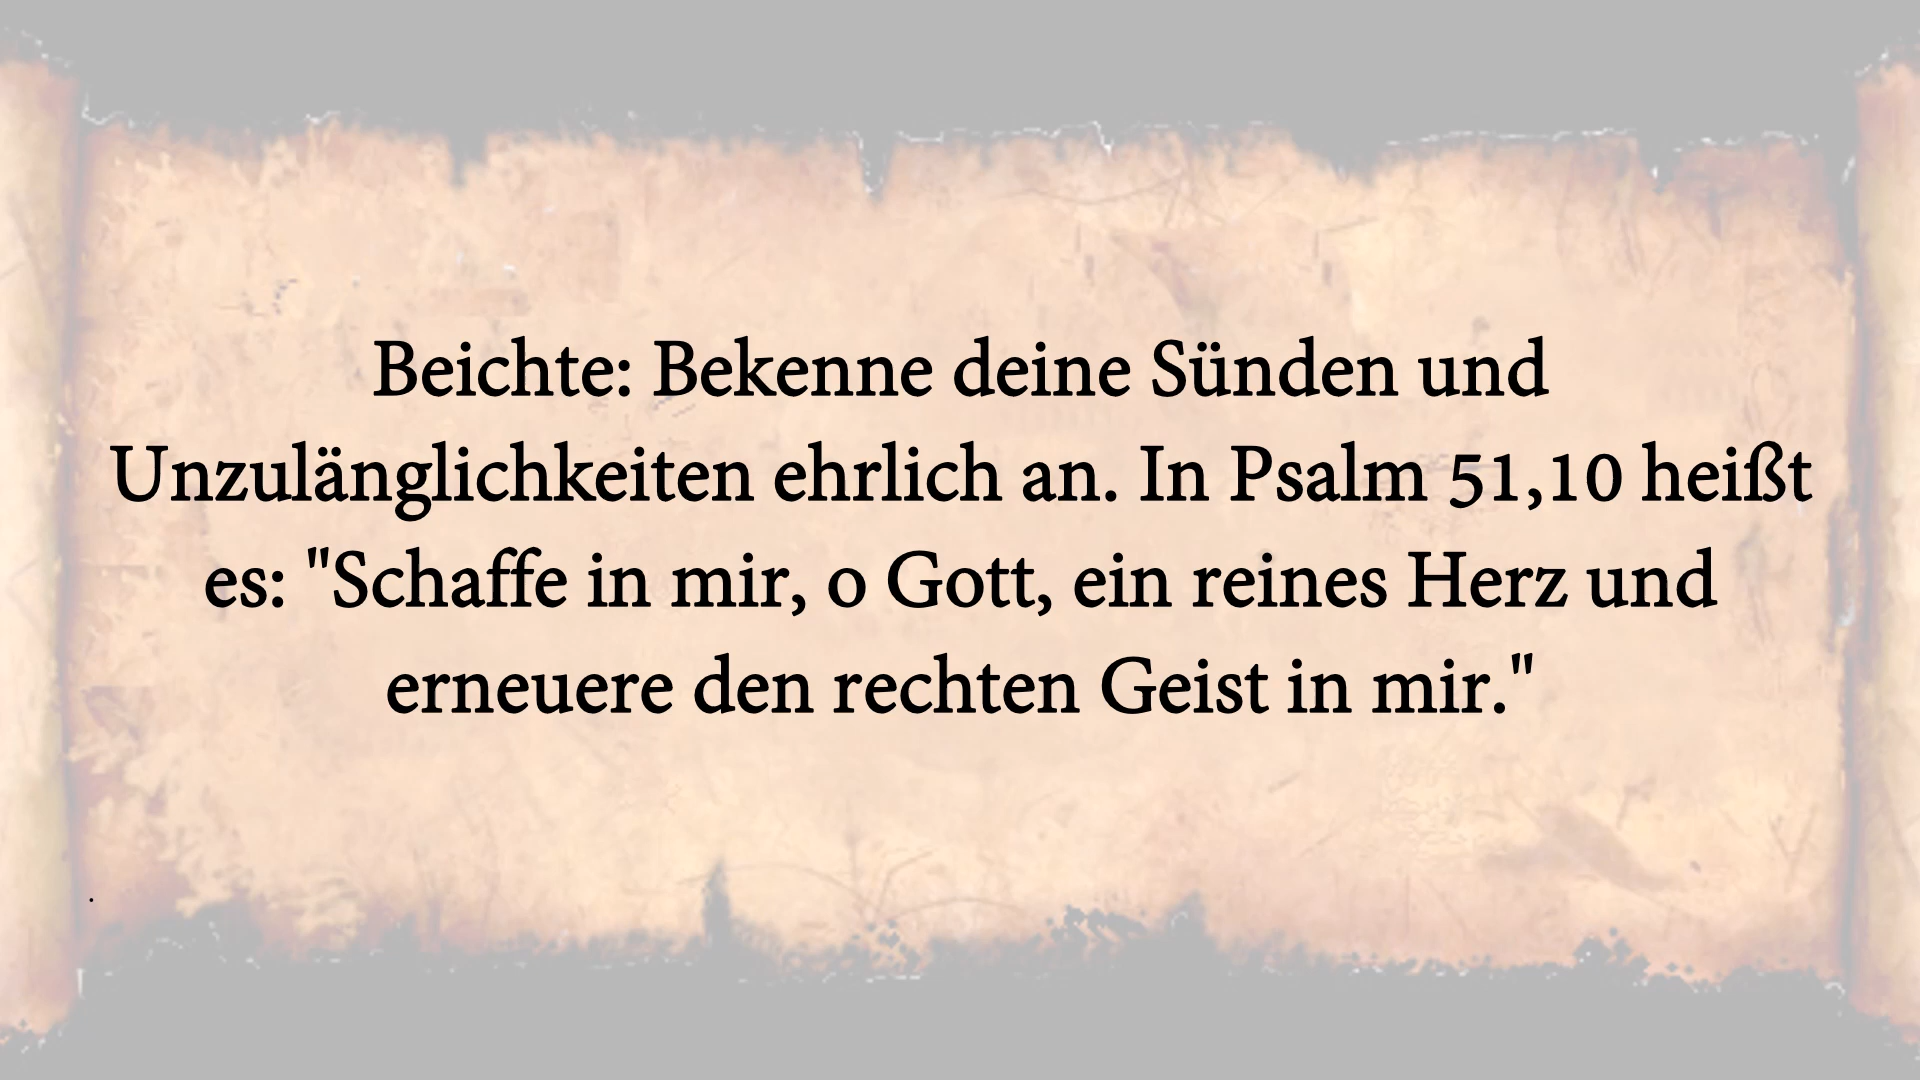 Beichte: Bekenne deine Sünden und
Unzulänglichkeiten ehrlich an. In Psalm 51,10 heißt
es: "Schaffe in mir, o Gott, ein reines Herz und
erneuere den rechten Geist in mir."
.